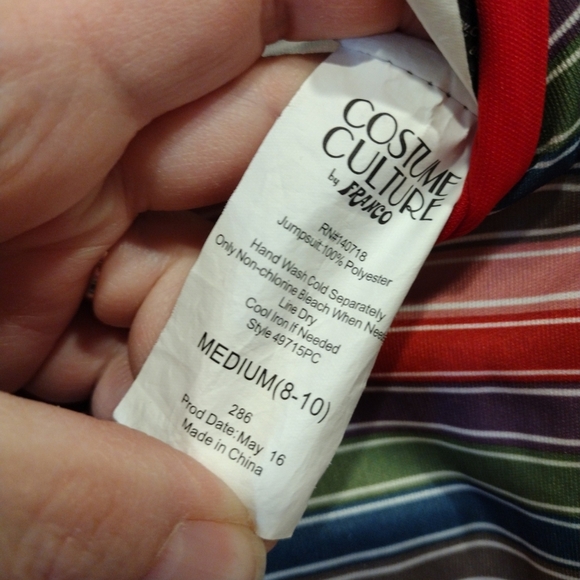 COSTUME
CULTURE
by FRANCO
RN#140718
Jumpsuit:100% Polyester
Hand Wash Cold Separately
Only Non-chlorine Bleach When Nee
Line Dry
Cool Iron If Needed
Style 49715PC
MEDIUM(8-10)
286
Prod Date:May 16
Made in China